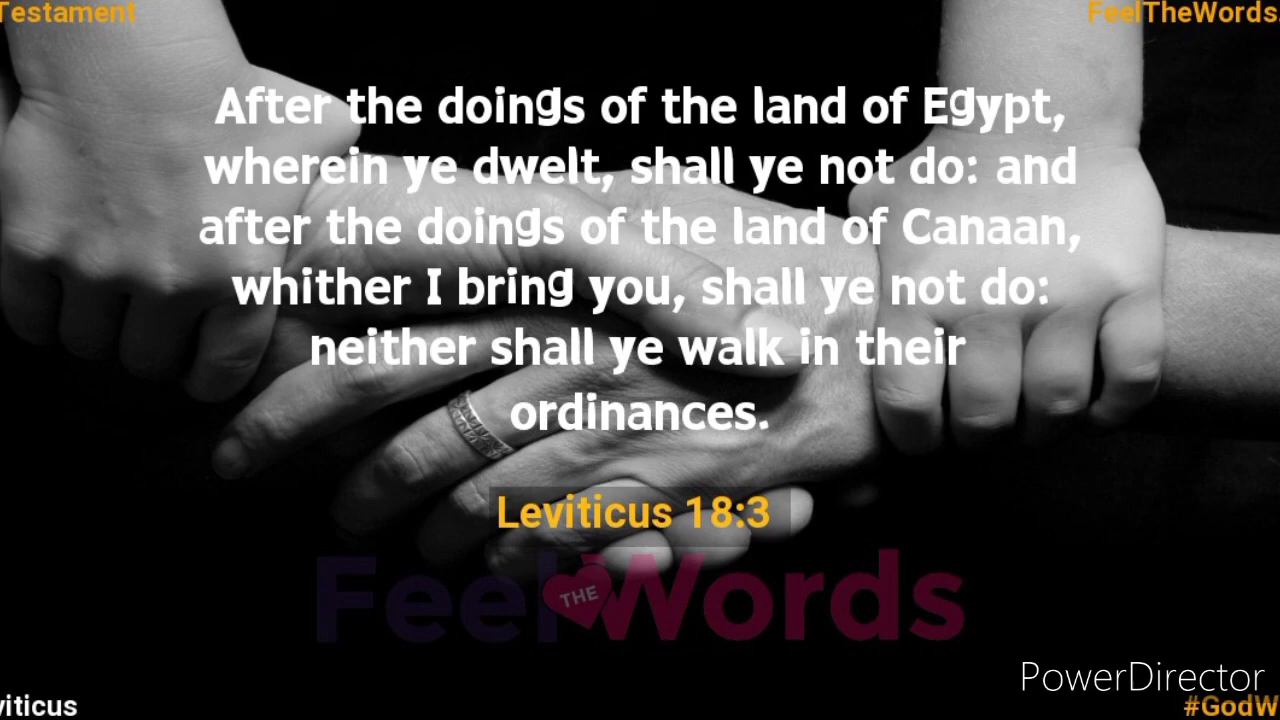 Testament
FeelTheWords.
After the doings of the land of Egypt,
wherein ye dwelt, shall ye not do: and
after the doings of the land of Canaan,
whither I bring you, shall ye not do:
neither shall ye walk in their
ordinances.
Leviticus 18:3
Feel THE Words
PowerDirector
viticus
#GodW